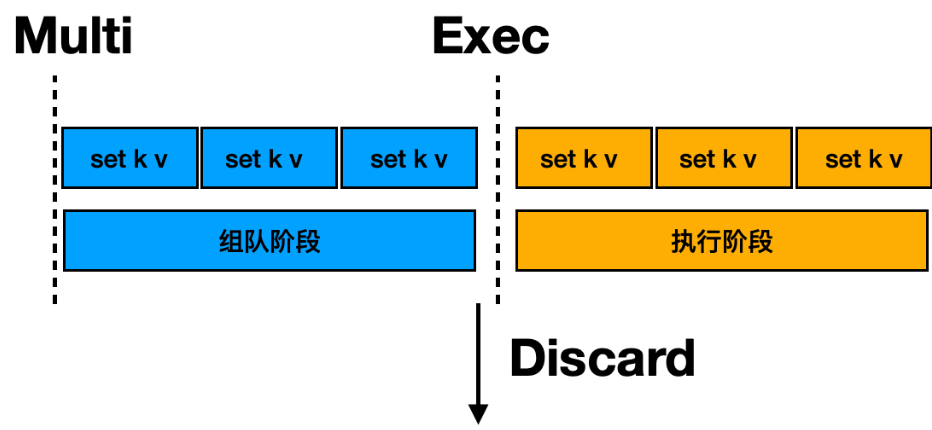 Multi
Exec
set k v
set k v
set k v
set k v
set k v
set k v
组队阶段
执行阶段
Discard